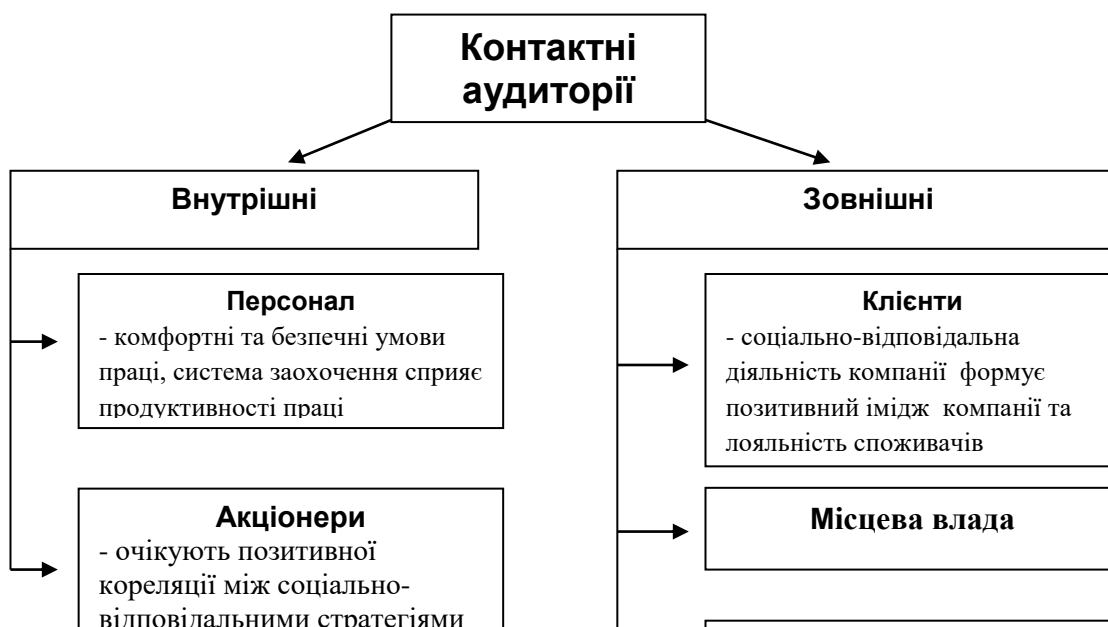 Контактні
аудиторії
Внутрішні
Персонал
- комфортні та безпечні умови
праці, система заохочення сприяє
продуктивності праці
Акціонери
- очікують позитивної
кореляції між соціально-
відповідальними стратегіями
Зовнішні
Клієнти
- соціально-відповідальна
діяльність компанії формує
позитивний імідж компанії та
лояльність споживачів
Місцева влада